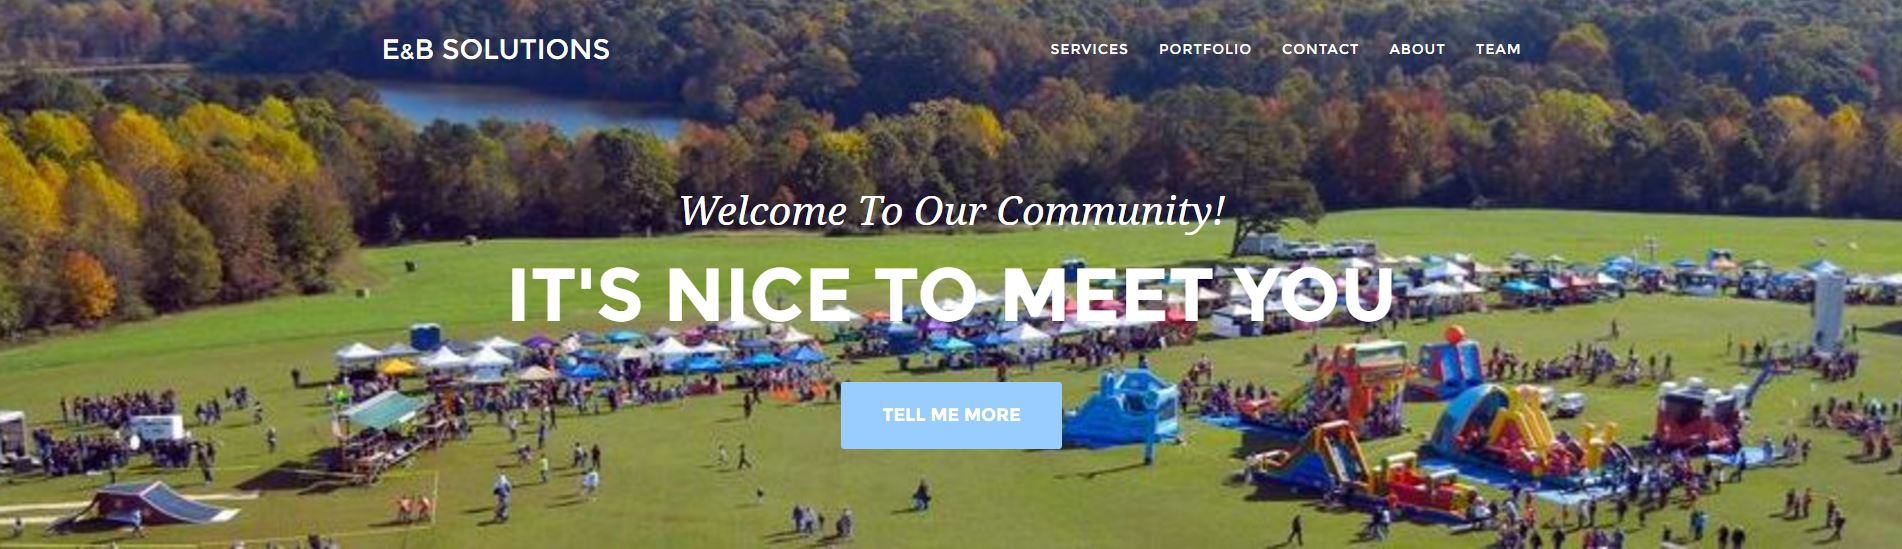 E&B SOLUTIONS
SERVICES PORTFOLIO CONTACT ABOUT TEAM
Welcome To Our Community!
IT'S NICE TO MEET YOU
TELL ME MORE